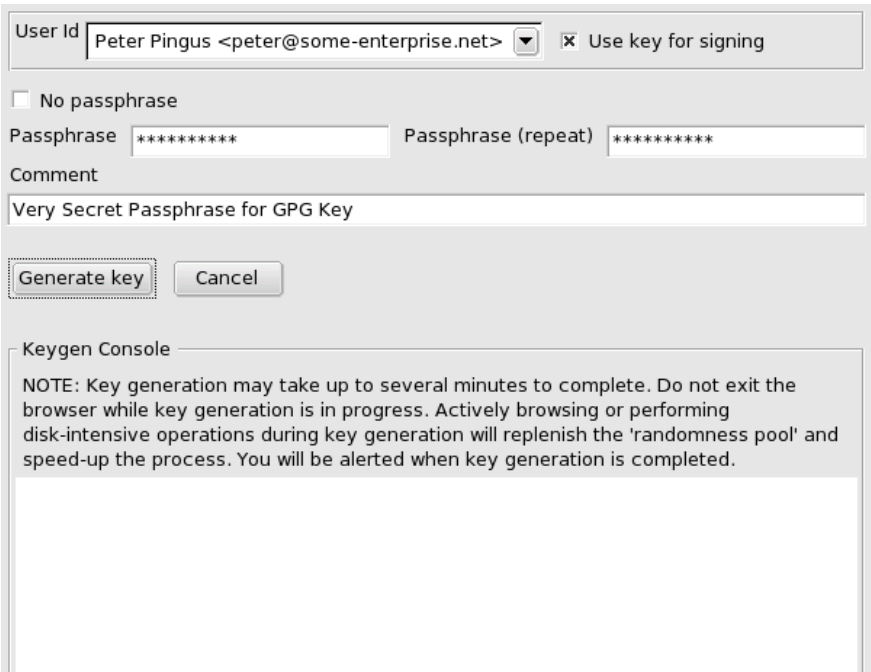 User Id Peter Pingus <peter@some-enterprise.net> Use key for signing
No passphrase
Passphrase ********** Passphrase (repeat) **********
Comment
Very Secret Passphrase for GPG Key
Generate key Cancel
Keygen Console
NOTE: Key generation may take up to several minutes to complete. Do not exit the
browser while key generation is in progress. Actively browsing or performing
disk-intensive operations during key generation will replenish the 'randomness pool' and
speed-up the process. You will be alerted when key generation is completed.